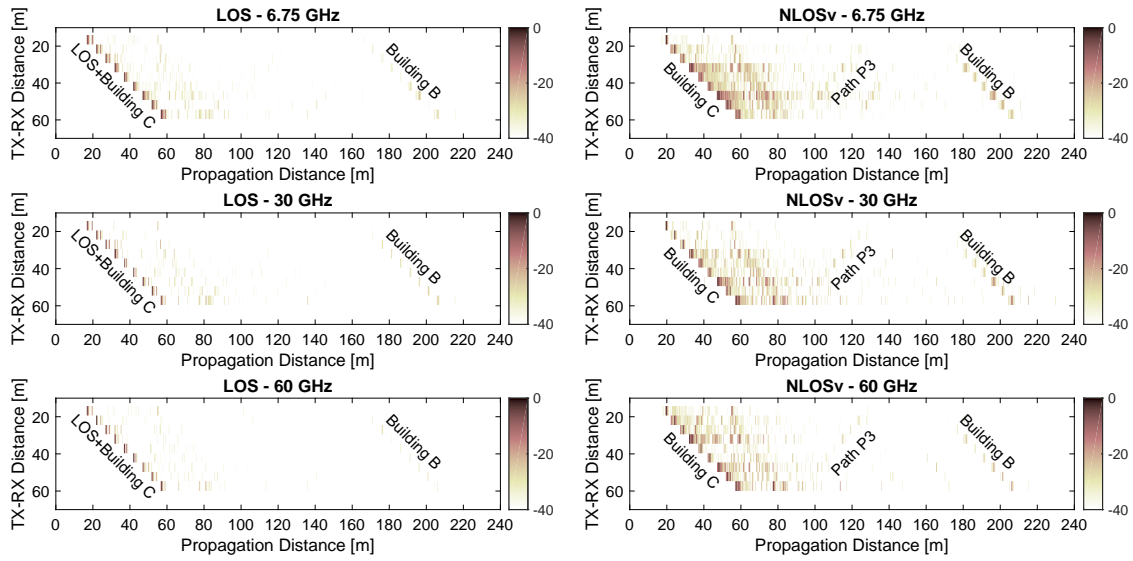 LOS - 6.75 GHz
TX-RX Distance [m]
20
40
60
LOS+Building C
Building B
0
-20
-40
0 20 40 60 80 100 120 140 160 180 200 220 240
Propagation Distance [m]
NLOSv - 6.75 GHz
TX-RX Distance [m]
20
40
60
Building C
Path P3
Building B
0
-20
-40
0 20 40 60 80 100 120 140 160 180 200 220 240
Propagation Distance [m]
LOS - 30 GHz
TX-RX Distance [m]
20
40
60
LOS+Building C
Building B
0
-20
-40
0 20 40 60 80 100 120 140 160 180 200 220 240
Propagation Distance [m]
NLOSv - 30 GHz
TX-RX Distance [m]
20
40
60
Building C
Path P3
Building B
0
-20
-40
0 20 40 60 80 100 120 140 160 180 200 220 240
Propagation Distance [m]
LOS - 60 GHz
TX-RX Distance [m]
20
40
60
LOS+Building C
Building B
0
-20
-40
0 20 40 60 80 100 120 140 160 180 200 220 240
Propagation Distance [m]
NLOSv - 60 GHz
TX-RX Distance [m]
20
40
60
Building C
Path P3
Building B
0
-20
-40
0 20 40 60 80 100 120 140 160 180 200 220 240
Propagation Distance [m]